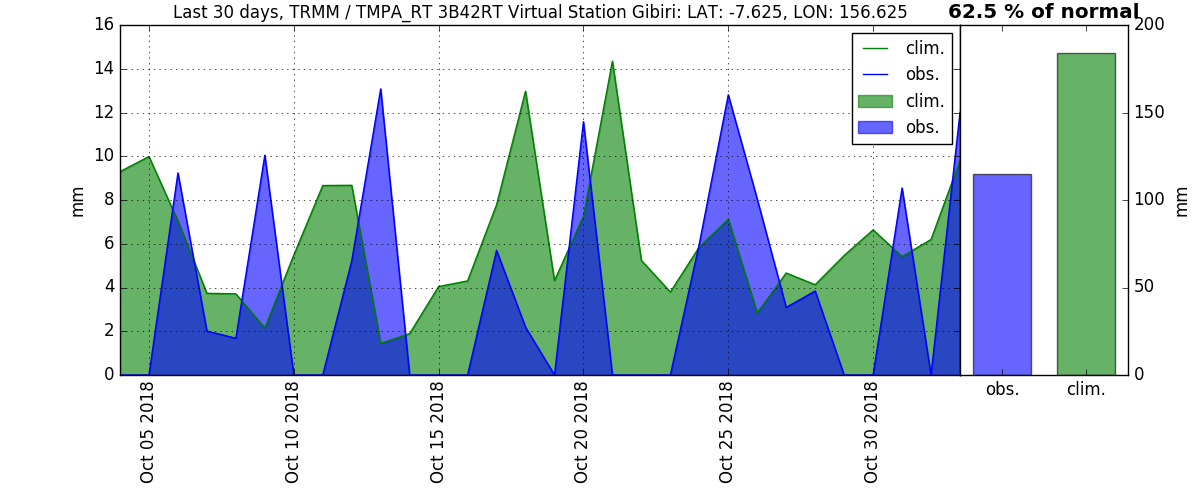 Last 30 days, TRMM / TMPA_RT 3B42RT Virtual Station Gibiri: LAT: -7.625, LON: 156.625
62.5 % of normal
16
14
12
10
8
6
4
2
0
mm
clim.
obs.
clim.
obs.
Oct 05 2018
Oct 10 2018
Oct 15 2018
Oct 20 2018
Oct 25 2018
Oct 30 2018
200
150
100
50
0
mm
obs.
clim.